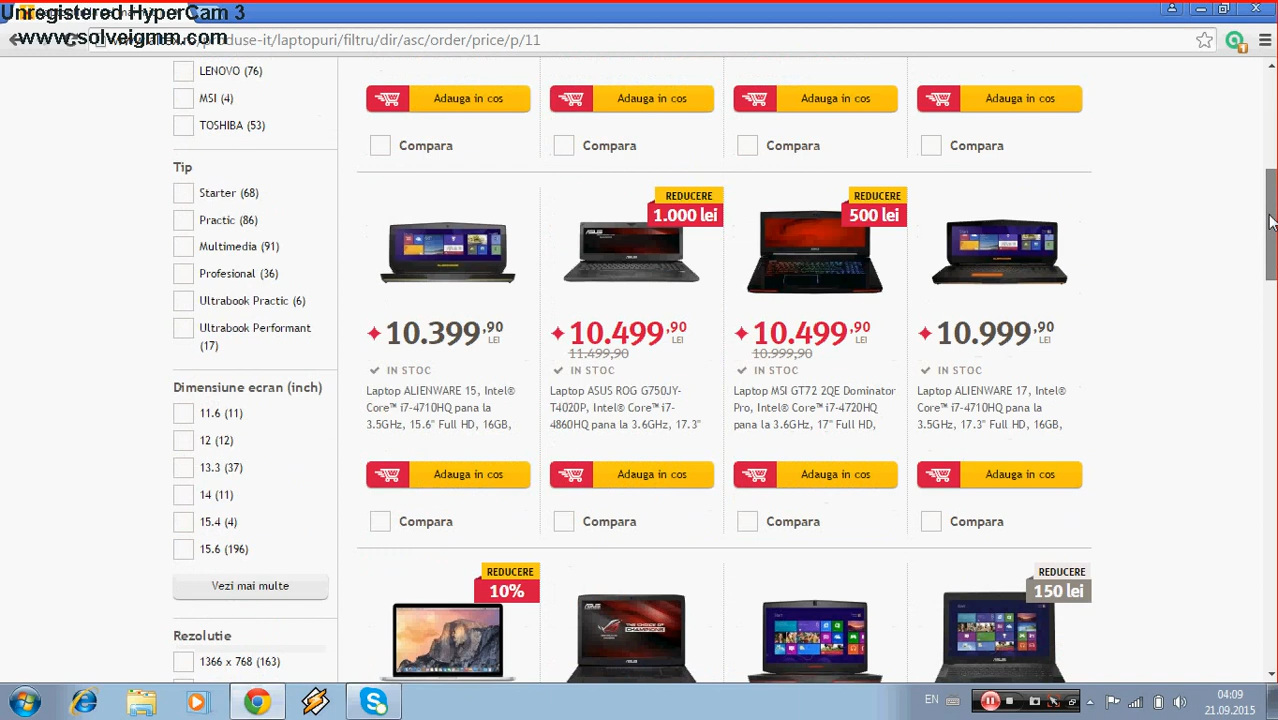 Unregistered HyperCam 3
www.solveigmm.com
/produse-it/laptopuri/filtru/dir/asc/order/price/p/11
LENOVO (76)
MSI (4)
TOSHIBA (53)
Tip
Starter (68)
Practic (86)
Multimedia (91)
Profesional (36)
Ultrabook Practic (6)
Ultrabook Performant
(17)
Dimensiune ecran (inch)
11.6 (11)
12 (12)
13.3 (37)
14 (11)
15.4 (4)
15.6 (196)
Vezi mai multe
Rezolutie
1366 x 768 (163)
Adauga in cos
Adauga in cos
Adauga in cos
Adauga in cos
Compara
Compara
Compara
Compara
10.399,90
LEI
IN STOC
Laptop ALIENWARE 15, Intel®
Core™ i7-4710HQ pana la
3.5GHz, 15.6" Full HD, 16GB,
Adauga in cos
Compara
REDUCERE
1.000 lei
10.499,90
LEI
11.499,90
IN STOC
Laptop ASUS ROG G750JY-
T4020P, Intel® Core™ i7-
4860HQ pana la 3.6GHz, 17.3"
Adauga in cos
Compara
REDUCERE
500 lei
10.499,90
LEI
10.999,90
IN STOC
Laptop MSI GT72 2QE Dominator
Pro, Intel® Core™ i7-4720HQ
pana la 3.6GHz, 17" Full HD,
Adauga in cos
Compara
10.999,90
LEI
IN STOC
Laptop ALIENWARE 17, Intel®
Core™ i7-4710HQ pana la
3.5GHz, 17.3" Full HD, 16GB,
Adauga in cos
Compara
REDUCERE
10%
REDUCERE
150 lei
EN
04:09
21.09.2015